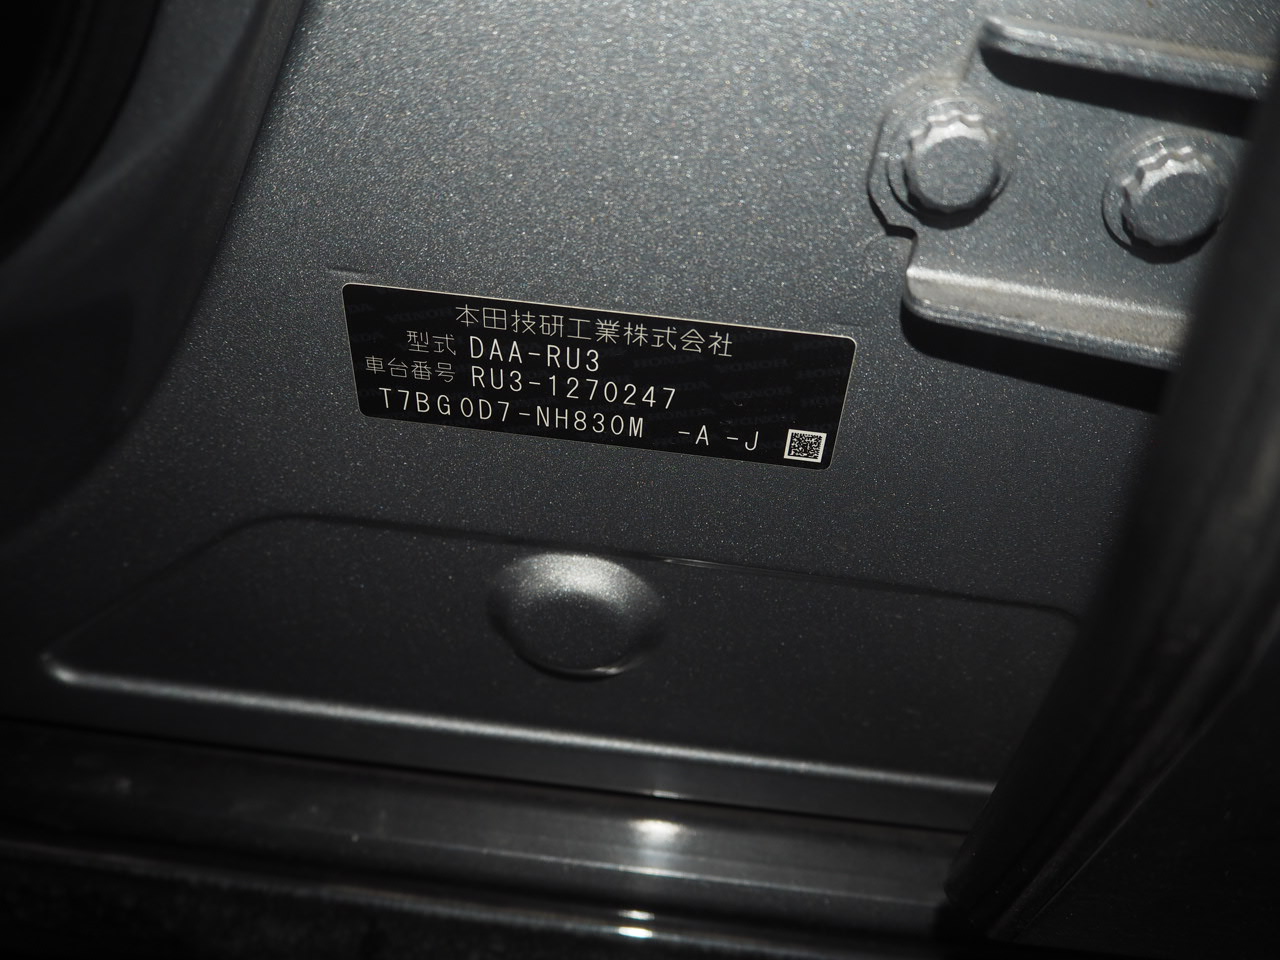 本田技研工業株式会社
型式 DAA-RU3
車台番号 RU3-1270247
T7BG0D7-NH830M -A -J